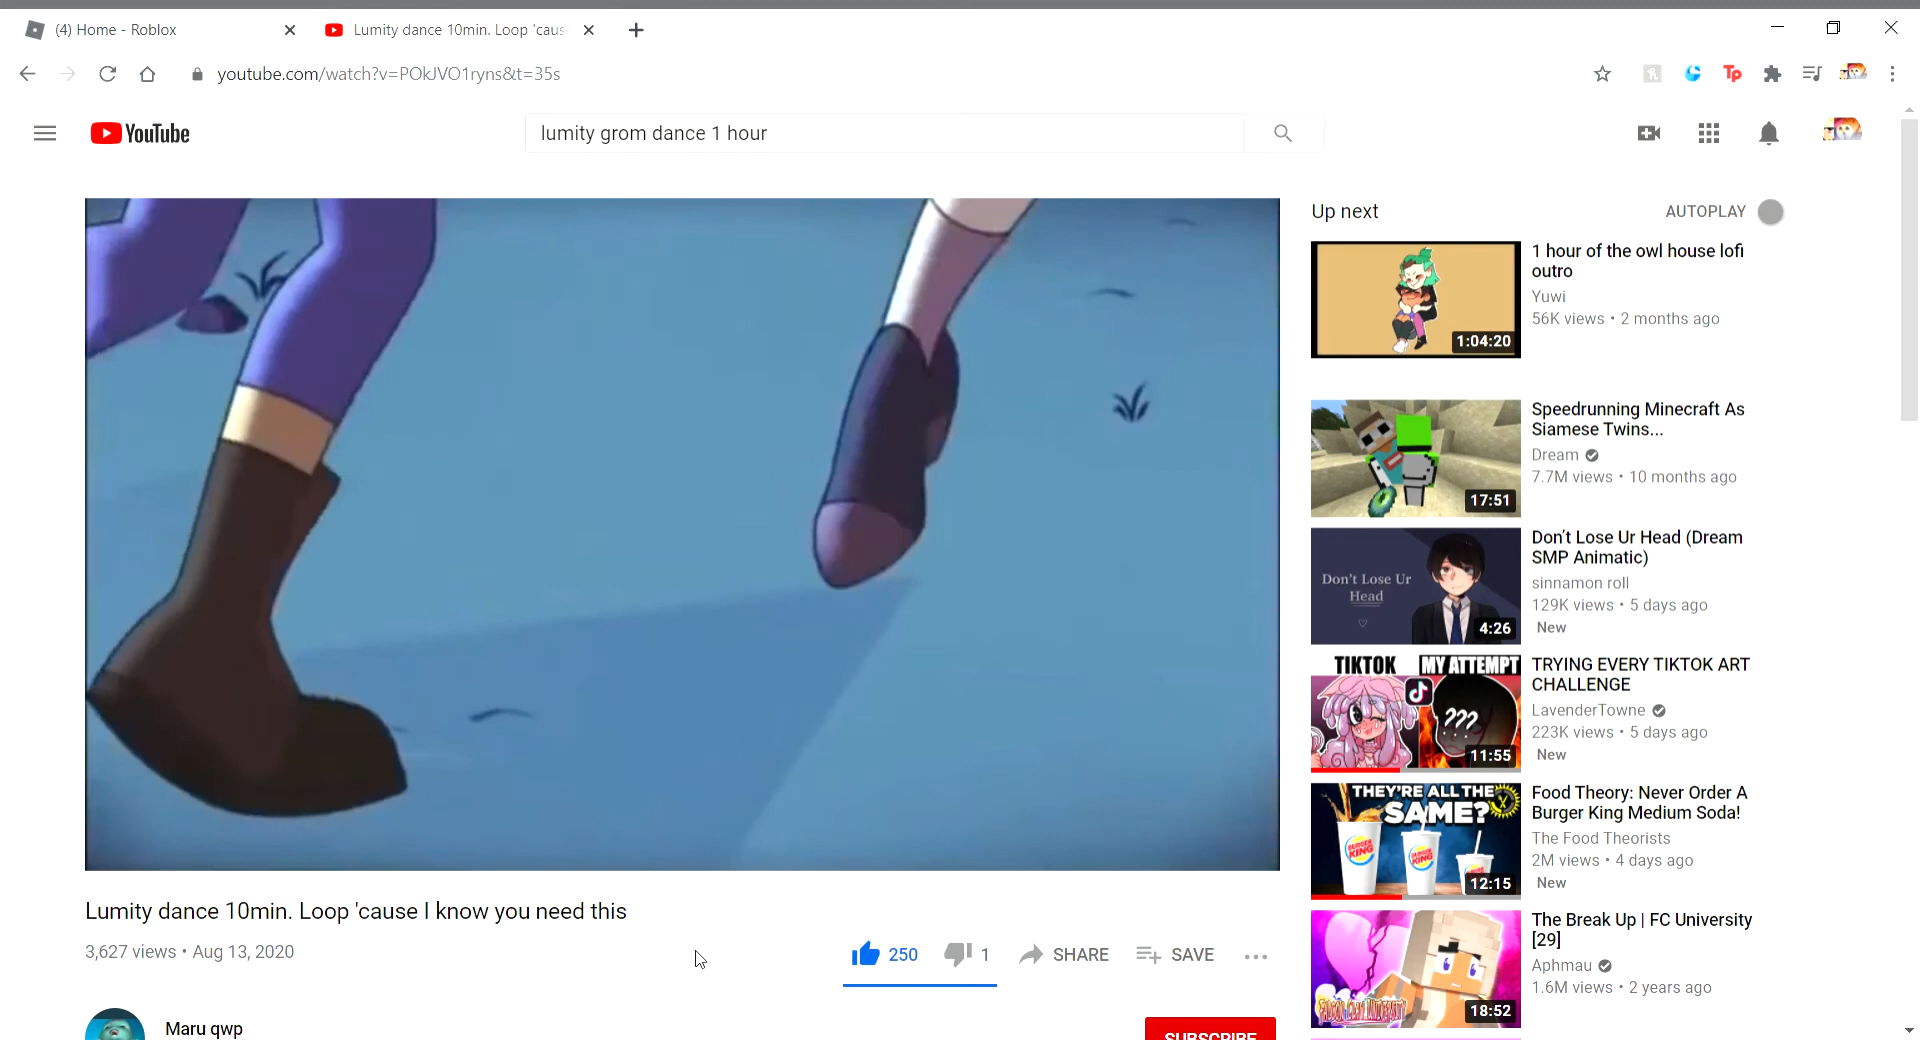 (4) Home - Roblox
Lumity dance 10min. Loop 'caus
youtube.com/watch?v=POkJVO1ryns&t=35s
Tp
YouTube
lumity grom dance 1 hour
Up next
AUTOPLAY
1 hour of the owl house lofi
outro
Yuwi
56K views • 2 months ago
1:04:20
Speedrunning Minecraft As
Siamese Twins...
Dream
7.7M views • 10 months ago
17:51
Don't Lose Ur
Head
4:26
Don't Lose Ur Head (Dream
SMP Animatic)
sinnamon roll
129K views • 5 days ago
New
TIKTOK
MY ATTEMPT
???
11:55
TRYING EVERY TIKTOK ART
CHALLENGE
LavenderTowne
223K views • 5 days ago
New
THEY'RE ALL THE
SAME?
BURGER
KING
BURGER
KING
12:15
Food Theory: Never Order A
Burger King Medium Soda!
The Food Theorists
2M views • 4 days ago
New
FALCON CLAW UNIVERSITY
18:52
The Break Up | FC University
[29]
Aphmau
1.6M views • 2 years ago
Lumity dance 10min. Loop 'cause I know you need this
3,627 views • Aug 13, 2020
250
1
SHARE
SAVE
Maru qwp
SUBSCRIBE